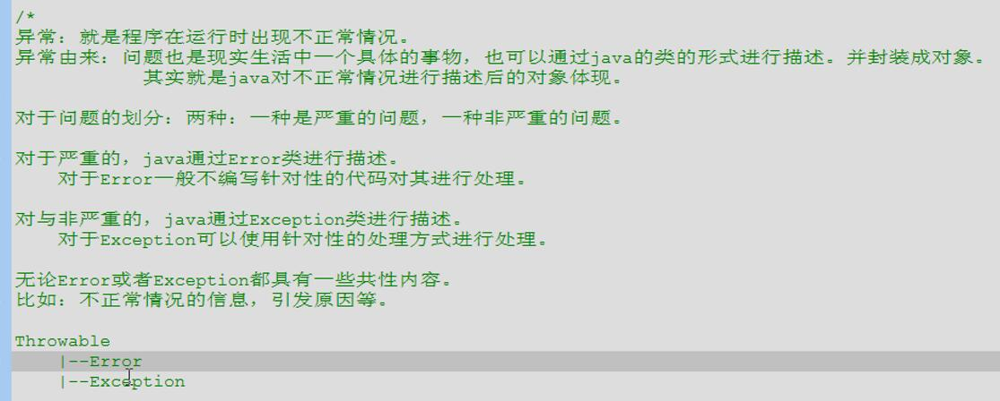 /*
异常：就是程序在运行时出现不正常情况。
异常由来：问题也是现实生活中一个具体的事物，也可以通过java的类的形式进行描述。并封装成对象。
其实就是java对不正常情况进行描述后的对象体现。
对于问题的划分：两种：一种是严重的问题，一种非严重的问题。
对于严重的，java通过Error类进行描述。
对于Error一般不编写针对性的代码对其进行处理。
对与非严重的，java通过Exception类进行描述。
对于Exception可以使用针对性的处理方式进行处理。
无论Error或者Exception都具有一些共性内容。
比如：不正常情况的信息，引发原因等。
Throwable
|--Error
|--Exception